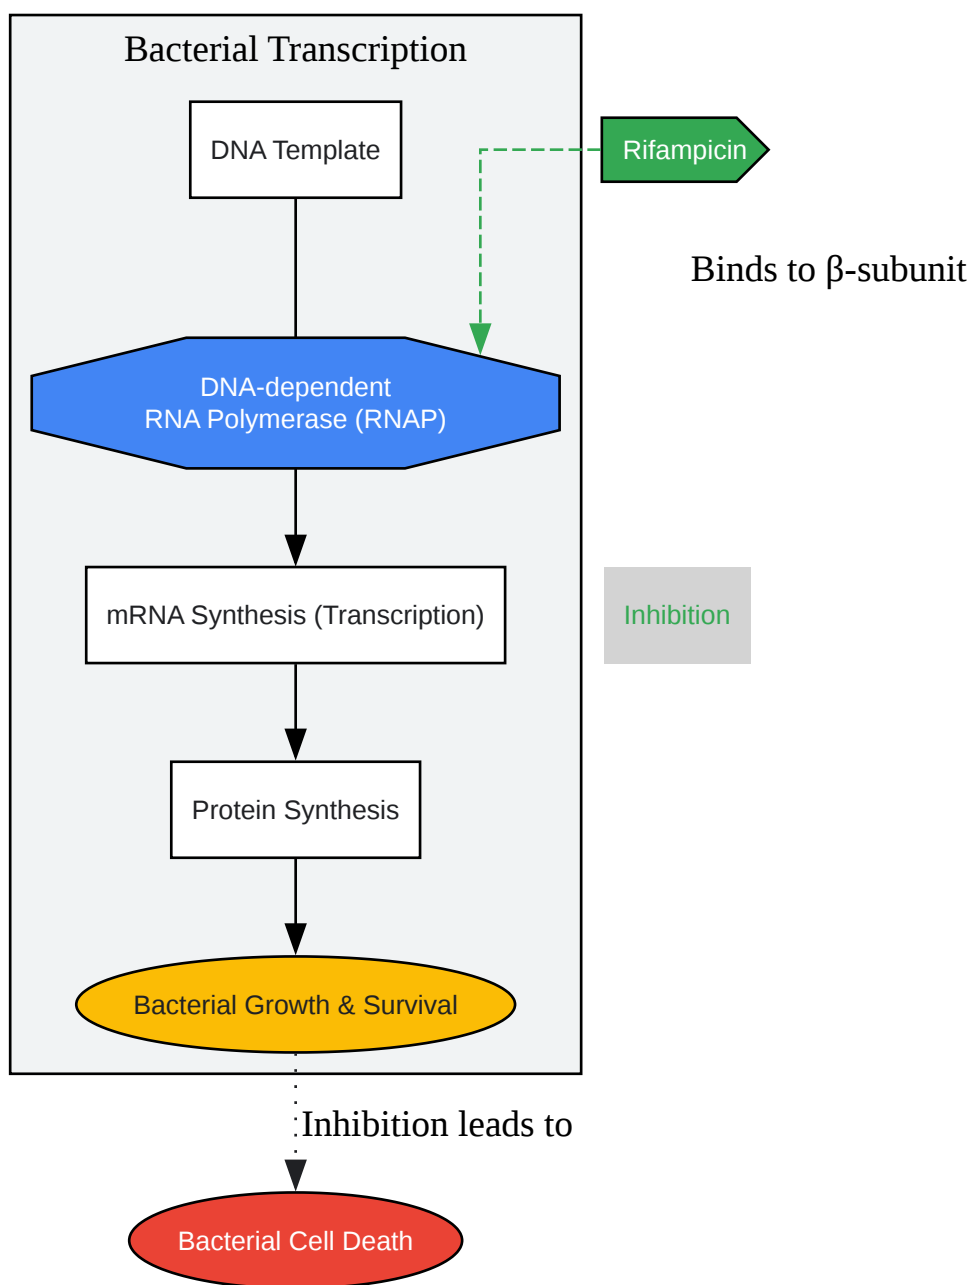 Bacterial Transcription
DNA Template
Rifampicin
Binds to β-subunit
DNA-dependent
RNA Polymerase (RNAP)
mRNA Synthesis (Transcription)
Inhibition
Protein Synthesis
Bacterial Growth & Survival
Inhibition leads to
Bacterial Cell Death